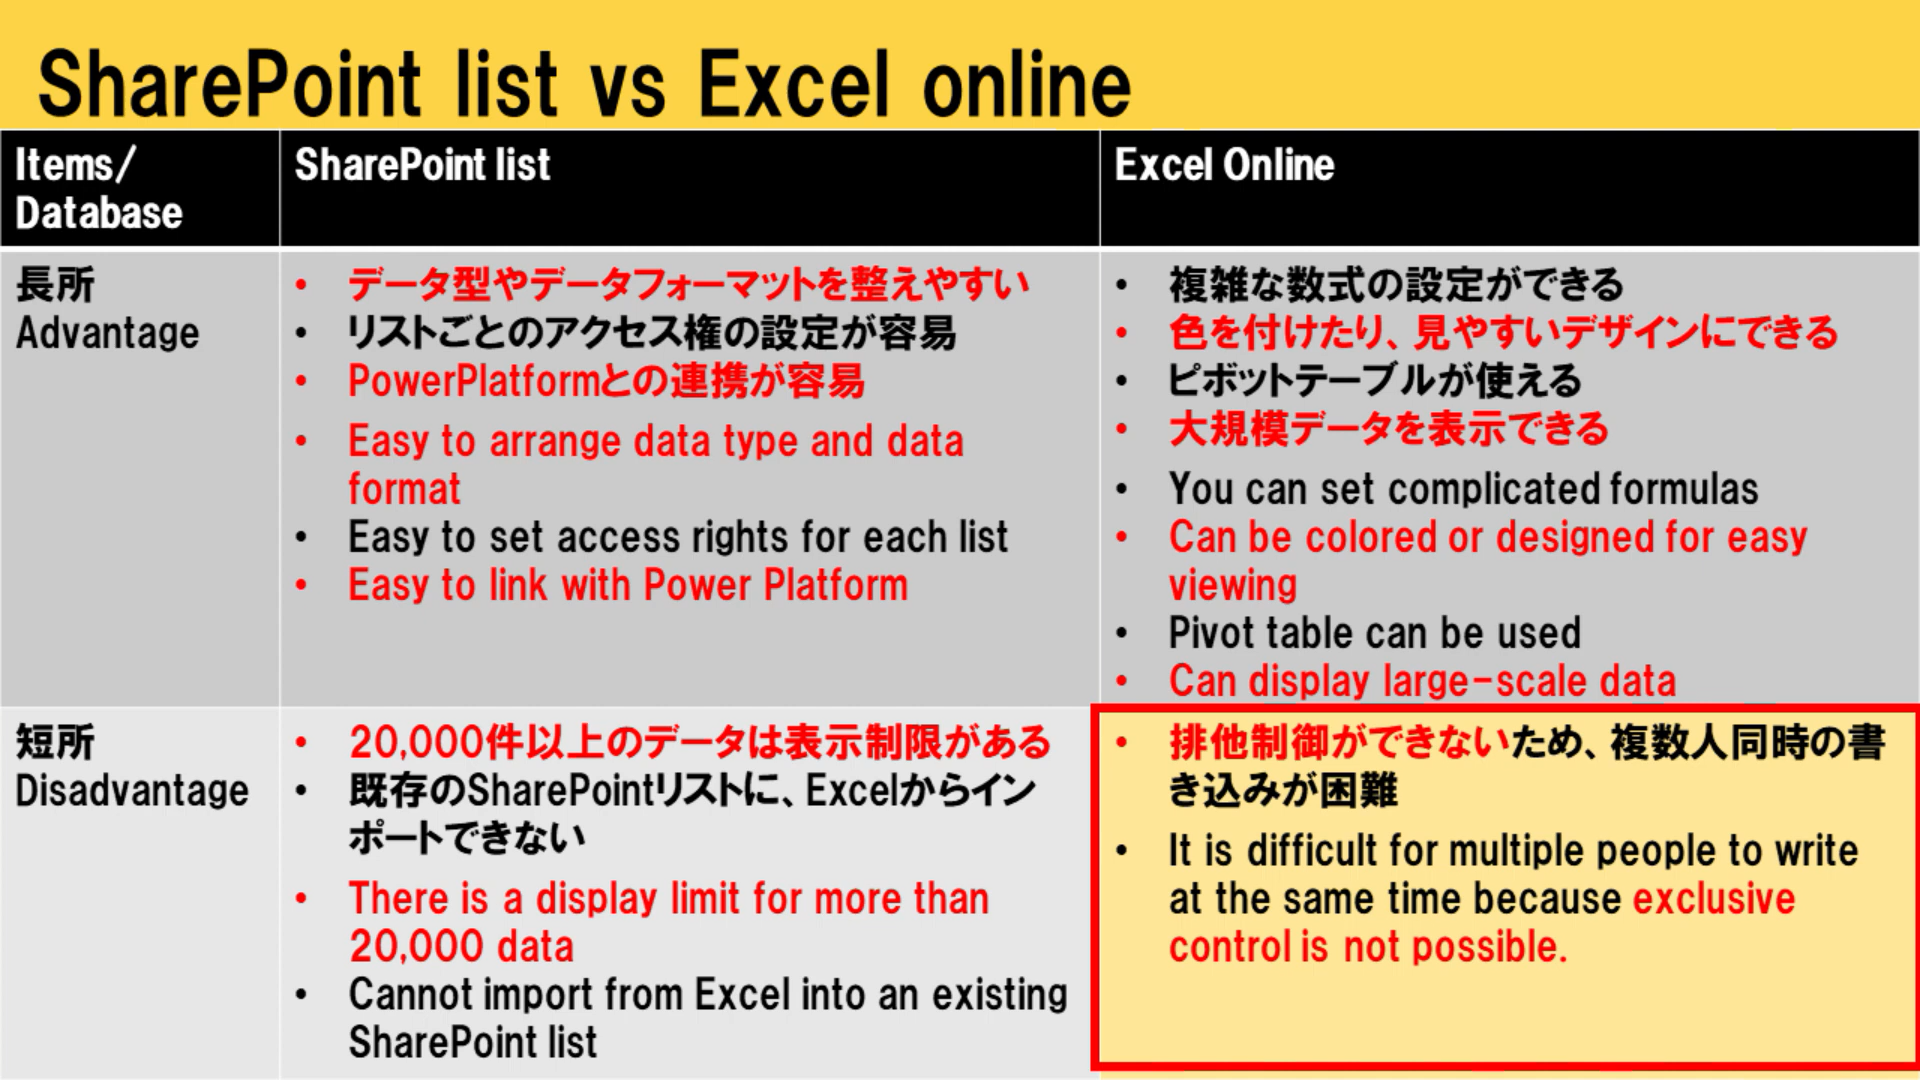 SharePoint list vs Excel online
Items/
Database
SharePoint list
Excel Online
長所
Advantage
• データ型やデータフォーマットを整えやすい
• リストごとのアクセス権の設定が容易
• PowerPlatformとの連携が容易
• Easy to arrange data type and data
format
• Easy to set access rights for each list
• Easy to link with Power Platform
• 複雑な数式の設定ができる
• 色を付けたり、見やすいデザインにできる
• ピボットテーブルが使える
• 大規模データを表示できる
• You can set complicated formulas
• Can be colored or designed for easy
viewing
• Pivot table can be used
• Can display large-scale data
短所
Disadvantage
• 20,000件以上のデータは表示制限がある
• 既存のSharePointリストに、Excelからイン
ポートできない
• There is a display limit for more than
20,000 data
• Cannot import from Excel into an existing
SharePoint list
• 排他制御ができないため、複数人同時の書
き込みが困難
• It is difficult for multiple people to write
at the same time because exclusive
control is not possible.